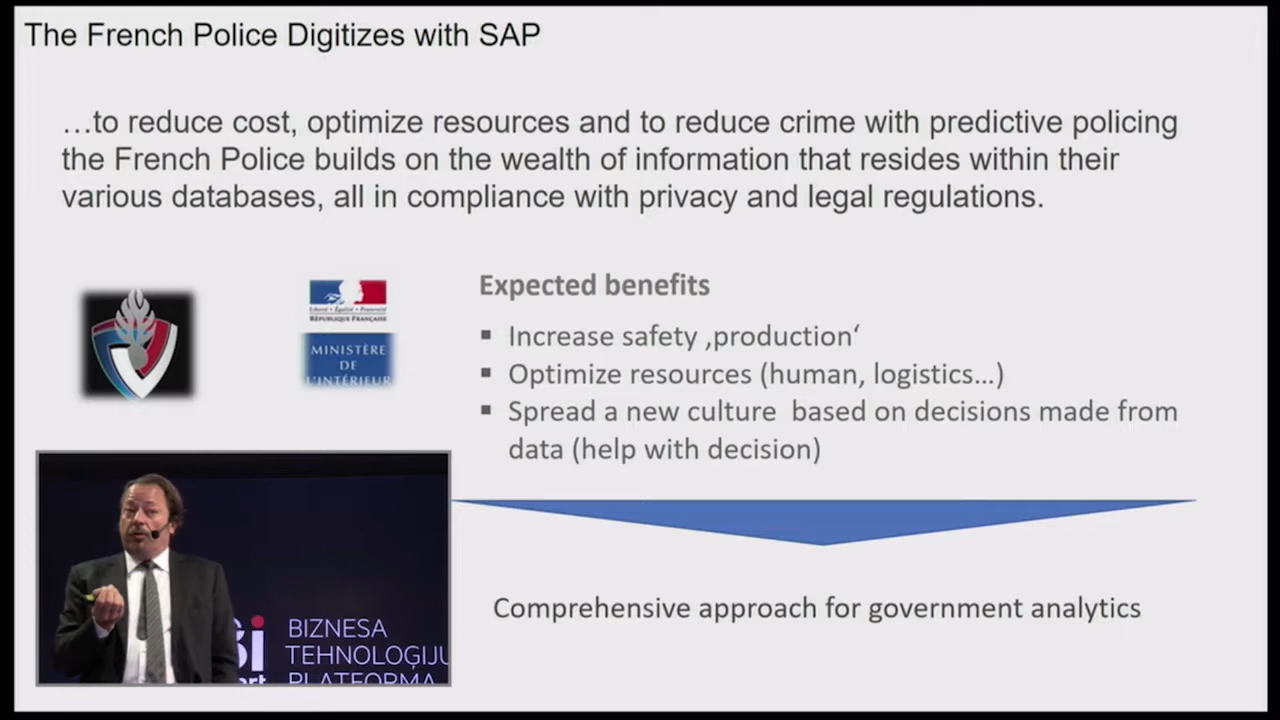 The French Police Digitizes with SAP
…to reduce cost, optimize resources and to reduce crime with predictive policing
the French Police builds on the wealth of information that resides within their
various databases, all in compliance with privacy and legal regulations.
Liberté • Égalité • Fraternité
RÉPUBLIQUE FRANÇAISE
MINISTÈRE
DE
L'INTÉRIEUR
Expected benefits
▪ Increase safety ‚production‘
▪ Optimize resources (human, logistics…)
▪ Spread a new culture  based on decisions made from
data (help with decision)
BIZNESA
TEHNOLOĢIJU
PLATFORMA
Comprehensive approach for government analytics